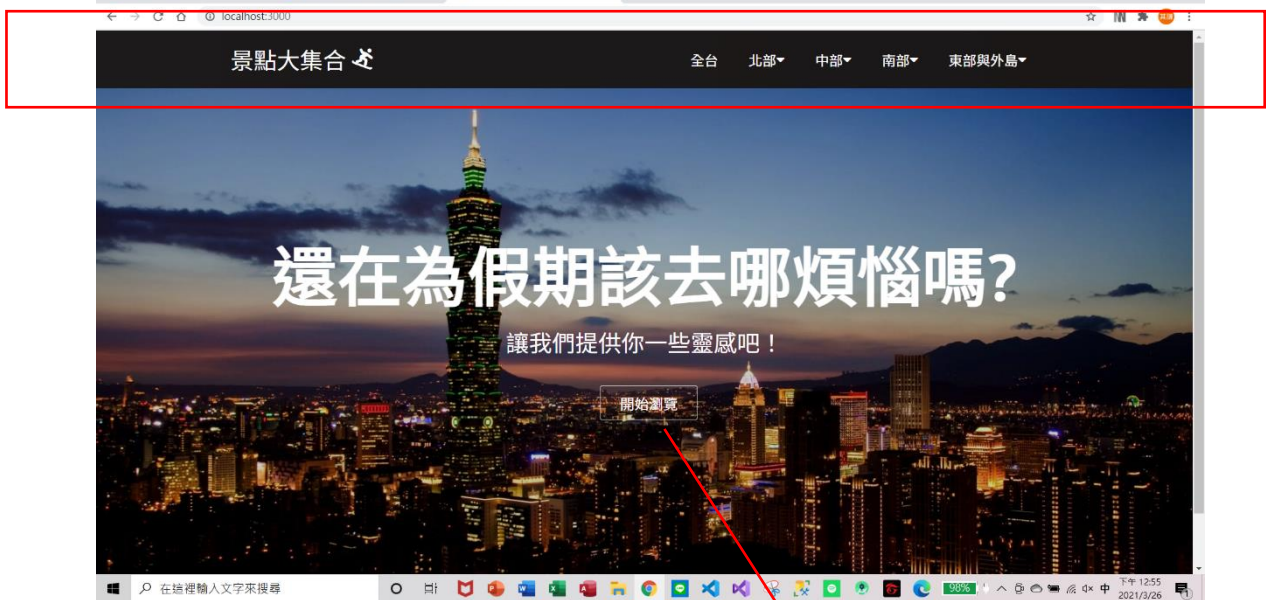 localhost:3000
景點大集合
全台 北部 中部 南部 東部與外島
還在為假期該去哪煩惱嗎?
讓我們提供你一些靈感吧！
開始瀏覽
在這裡輸入文字來搜尋
98%
中
下午 12:55
2021/3/26